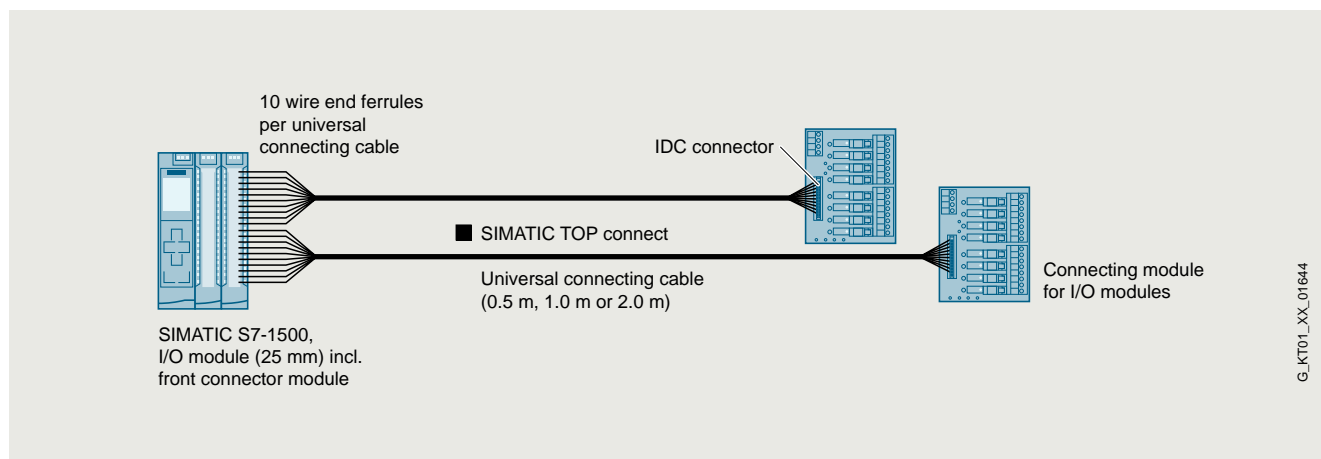 10 wire end ferrules
per universal
connecting cable
IDC connector
SIMATIC TOP connect
Universal connecting cable
(0.5 m, 1.0 m or 2.0 m)
Connecting module
for I/O modules
SIMATIC S7-1500,
I/O module (25 mm) incl.
front connector module
G_KT01_XX_01644